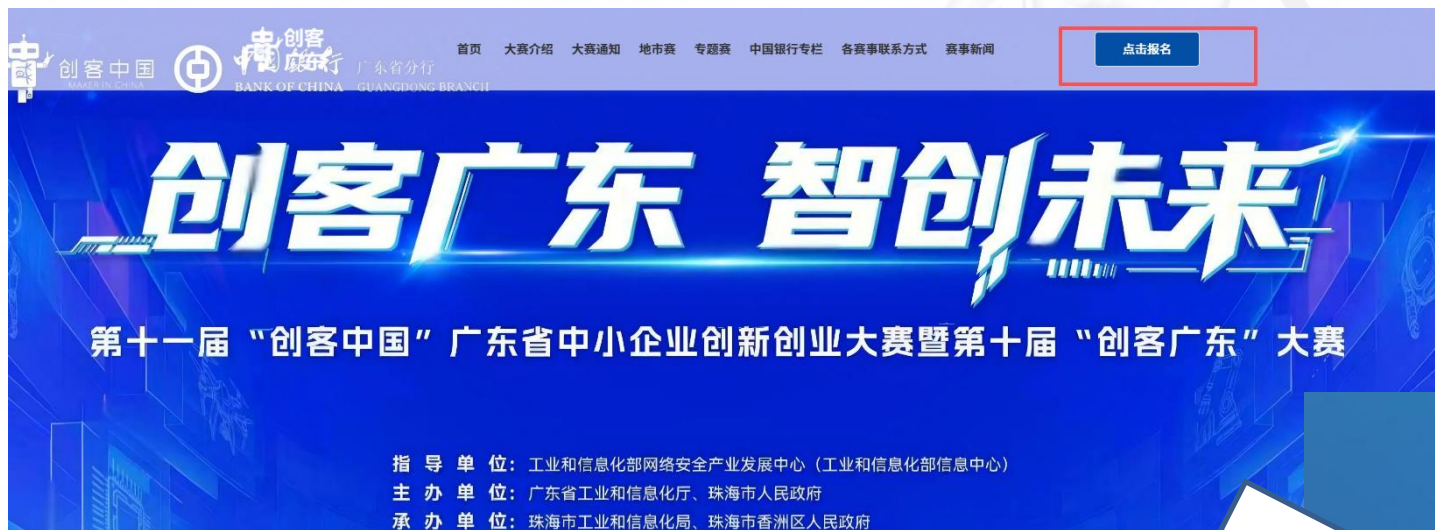 创客中国
MAKER IN CHINA
创客
BANK OF CHINA
广东省分行
GUANGDONG BRANCH
首页 大赛介绍 大赛通知 地市赛 专题赛 中国银行专栏 各赛事联系方式 赛事新闻 点击报名
创客广东 智创未来
第十一届“创客中国”广东省中小企业创新创业大赛暨第十届“创客广东”大赛
指导单位：工业和信息化部网络安全产业发展中心（工业和信息化部信息中心）
主办单位：广东省工业和信息化厅、珠海市人民政府
承办单位：珠海市工业和信息化局、珠海市香洲区人民政府